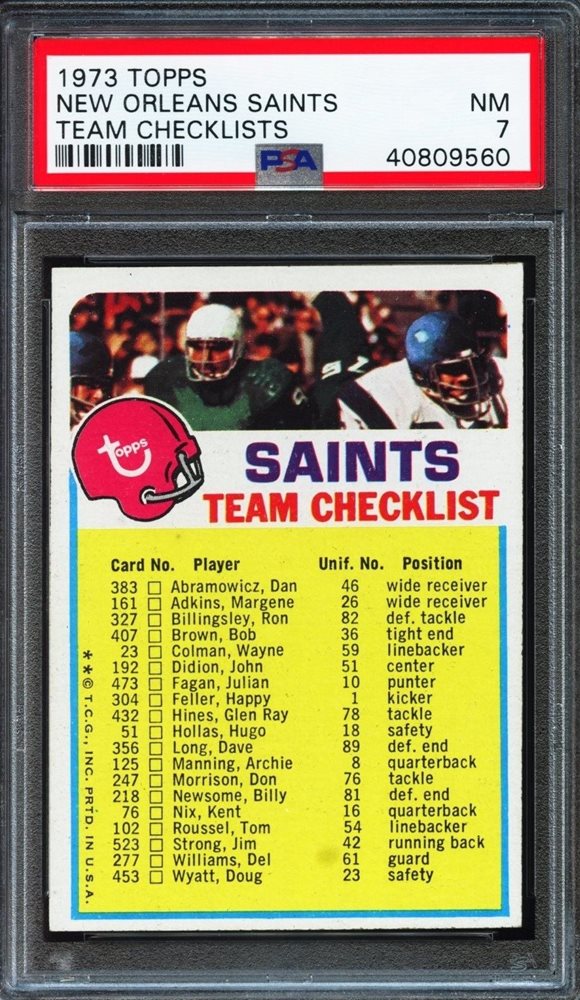 1973 TOPPS
NEW ORLEANS SAINTS NM
TEAM CHECKLISTS 7
PSA 40809560
topps
SAINTS
TEAM CHECKLIST
Card No. Player Unif. No. Position
383 Abramowicz, Dan 46 wide receiver
161 Adkins, Margene 26 wide receiver
327 Billingsley, Ron 82 def. tackle
407 Brown, Bob 36 tight end
23 Colman, Wayne 59 linebacker
192 Didion, John 51 center
473 Fagan, Julian 10 punter
304 Feller, Happy 1 kicker
432 Hines, Glen Ray 78 tackle
51 Hollas, Hugo 18 safety
356 Long, Dave 89 def. end
125 Manning, Archie 8 quarterback
247 Morrison, Don 76 tackle
218 Newsome, Billy 81 def. end
76 Nix, Kent 16 quarterback
102 Roussel, Tom 54 linebacker
523 Strong, Jim 42 running back
277 Williams, Del 61 guard
453 Wyatt, Doug 23 safety
**© T.C.G., INC. PRTD. IN U.S.A.